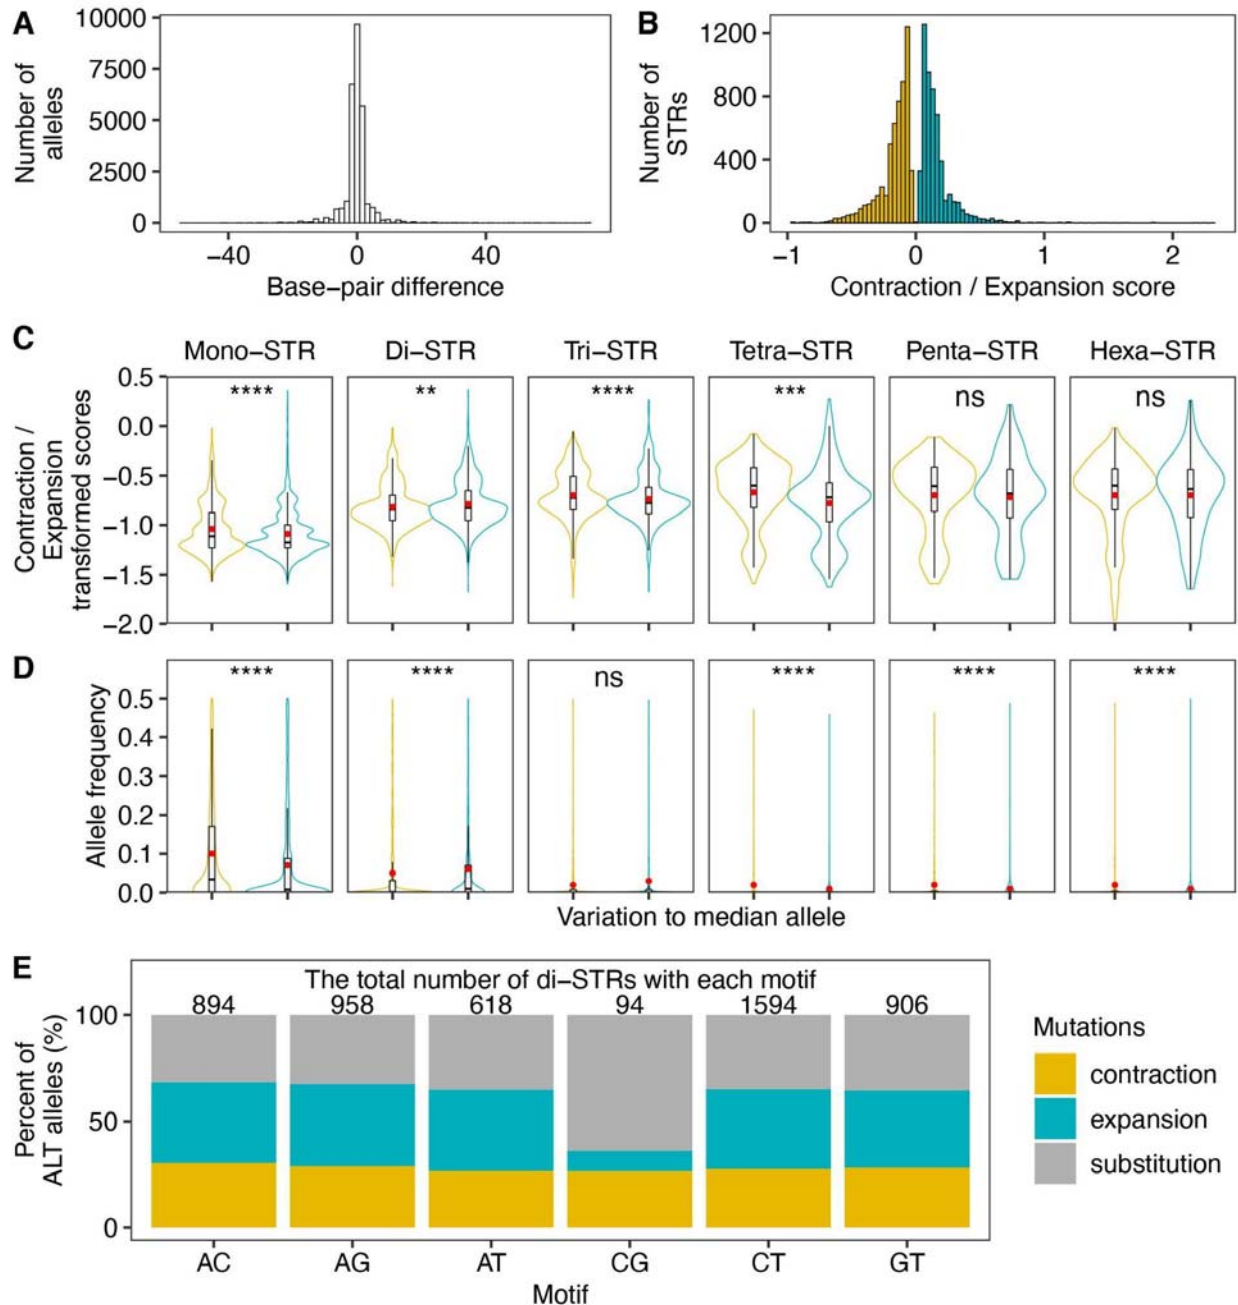 A
Number of
alleles
10000
7500
5000
2500
0
−40 0 40
Base−pair difference
B
Number of
STRs
1200
800
400
0
−1 0 1 2
Contraction / Expansion score
C
Mono−STR Di−STR Tri−STR Tetra−STR Penta−STR Hexa−STR
Contraction /
Expansion
transformed scores
0.5
0.0
−0.5
−1.0
−1.5
−2.0
**** ** **** *** ns ns
D
Allele frequency
0.5
0.4
0.3
0.2
0.1
0.0
**** **** ns **** **** ****
Variation to median allele
E
The total number of di−STRs with each motif
894 958 618 94 1594 906
Percent of
ALT alleles (%)
100
50
0
AC AG AT CG CT GT
Motif
Mutations
contraction
expansion
substitution